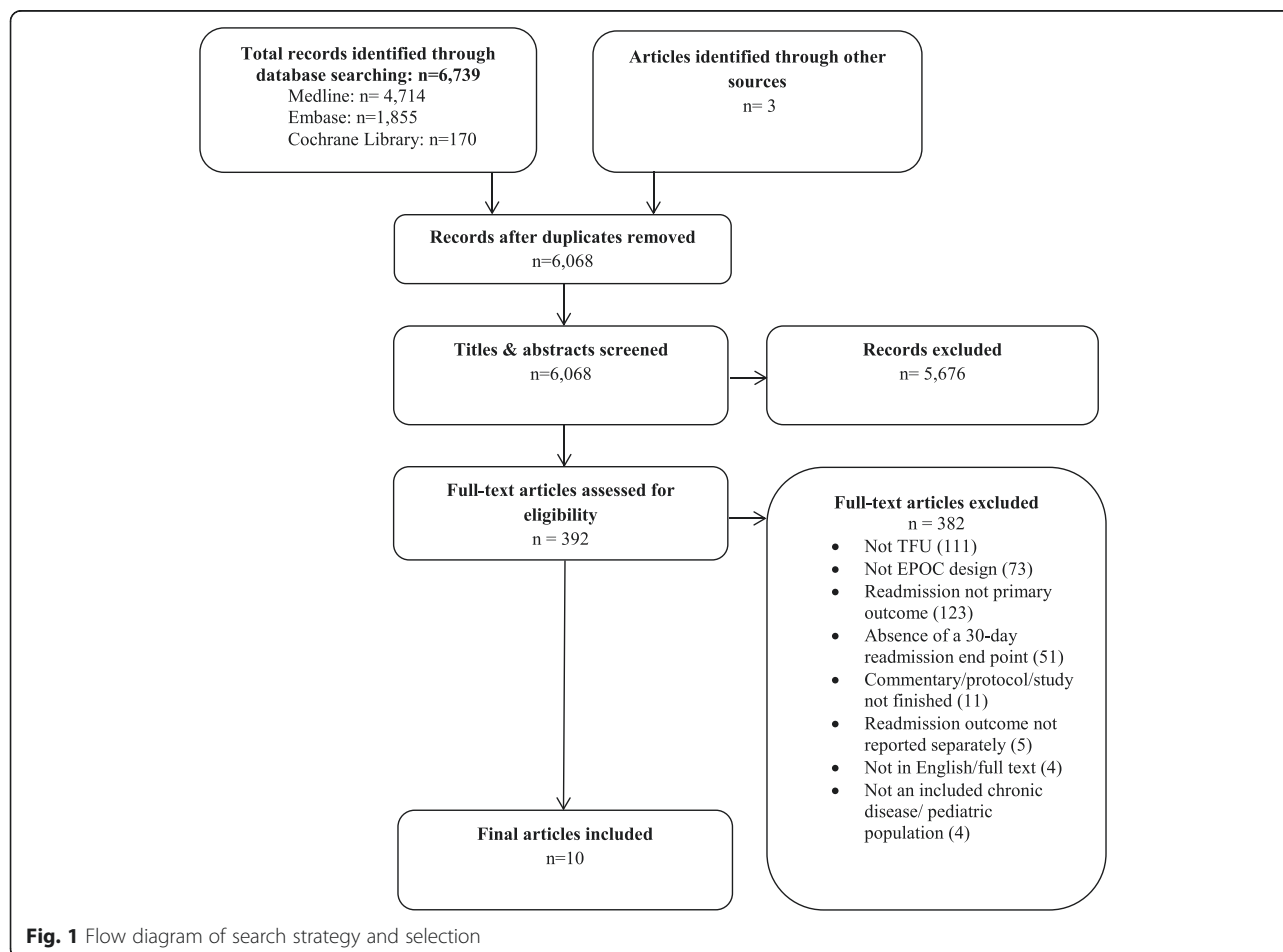 Total records identified through
database searching: n=6,739
Medline: n= 4,714
Embase: n=1,855
Cochrane Library: n=170
Articles identified through other
sources
n= 3
Records after duplicates removed
n=6,068
Titles & abstracts screened
n=6,068
Records excluded
n= 5,676
Full-text articles assessed for
eligibility
n = 392
Full-text articles excluded
n = 382
• Not TFU (111)
• Not EPOC design (73)
• Readmission not primary
outcome (123)
• Absence of a 30-day
readmission end point (51)
• Commentary/protocol/study
not finished (11)
• Readmission outcome not
reported separately (5)
• Not in English/full text (4)
• Not an included chronic
disease/ pediatric
population (4)
Final articles included
n=10
Fig. 1 Flow diagram of search strategy and selection